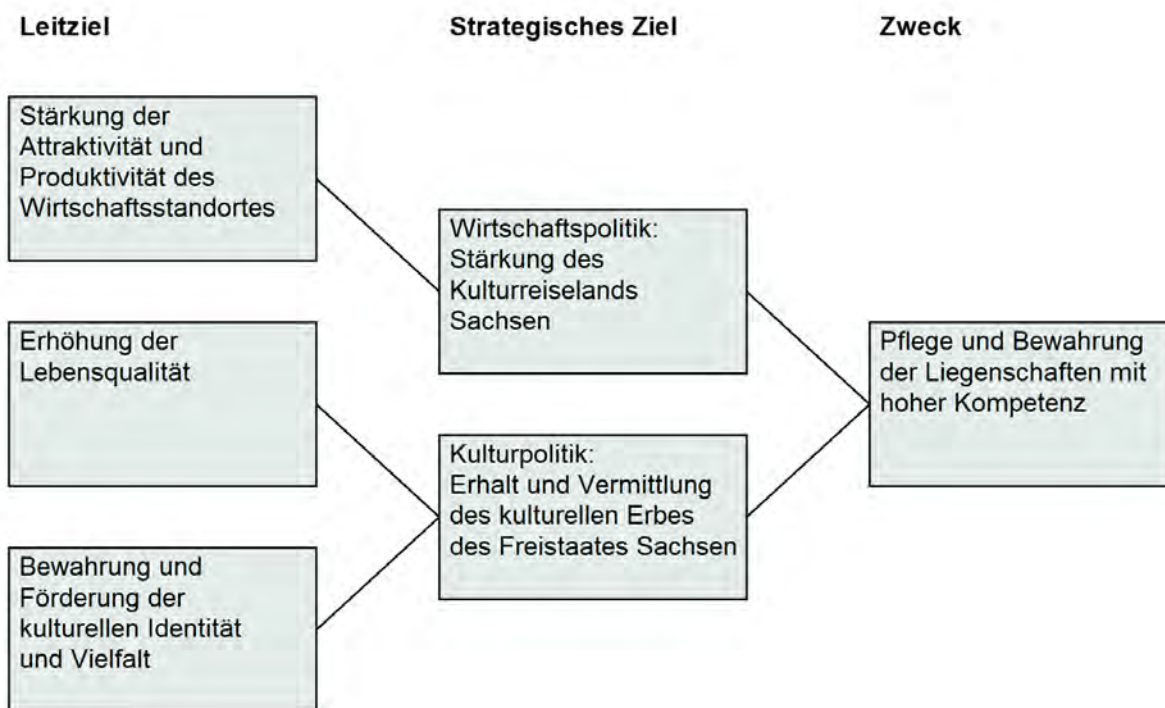 Leitziel
Strategisches Ziel
Zweck
Stärkung der
Attraktivität und
Produktivität des
Wirtschaftsstandortes
Erhöhung der
Lebensqualität
Bewahrung und
Förderung der
kulturellen Identität
und Vielfalt
Wirtschaftspolitik:
Stärkung des
Kulturreiselands
Sachsen
Kulturpolitik:
Erhalt und Vermittlung
des kulturellen Erbes
des Freistaates Sachsen
Pflege und Bewahrung
der Liegenschaften mit
hoher Kompetenz